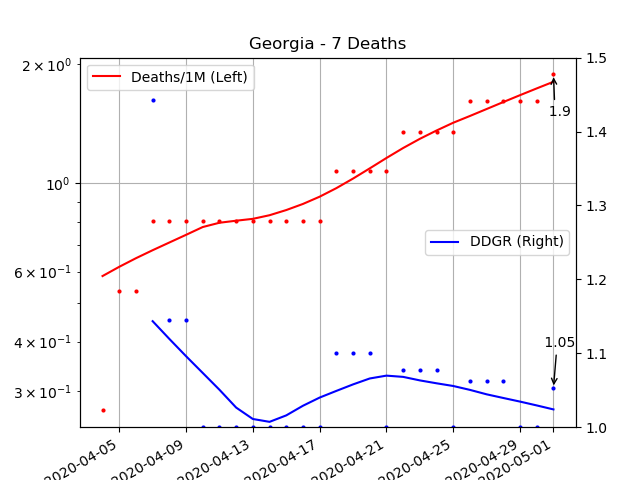 Georgia - 7 Deaths
2 × 10⁰
10⁰
6 × 10⁻¹
4 × 10⁻¹
3 × 10⁻¹
Deaths/1M (Left)
1.9
DDGR (Right)
1.05
1.5
1.4
1.3
1.2
1.1
1.0
2020-04-05
2020-04-09
2020-04-13
2020-04-17
2020-04-21
2020-04-25
2020-04-29
2020-05-01